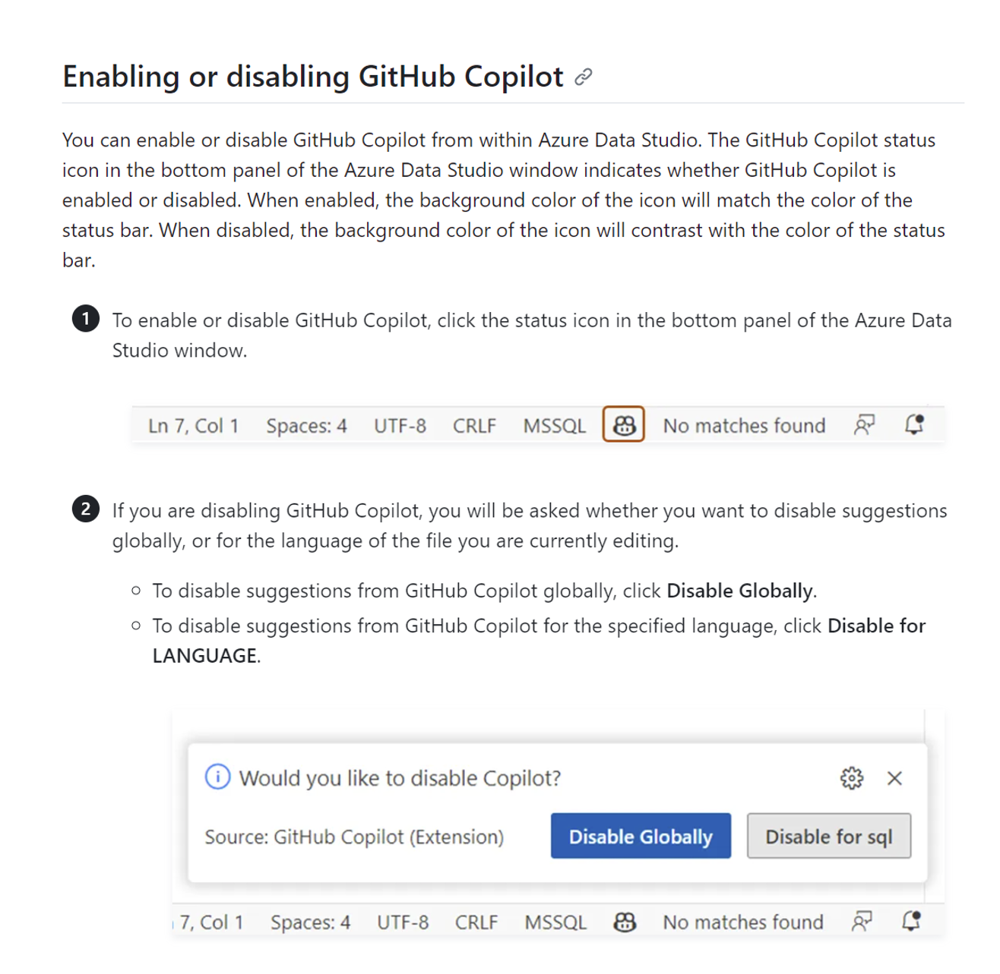 Enabling or disabling GitHub Copilot
You can enable or disable GitHub Copilot from within Azure Data Studio. The GitHub Copilot status
icon in the bottom panel of the Azure Data Studio window indicates whether GitHub Copilot is
enabled or disabled. When enabled, the background color of the icon will match the color of the
status bar. When disabled, the background color of the icon will contrast with the color of the status
bar.
1 To enable or disable GitHub Copilot, click the status icon in the bottom panel of the Azure Data
Studio window.
Ln 7, Col 1 Spaces: 4 UTF-8 CRLF MSSQL No matches found
2 If you are disabling GitHub Copilot, you will be asked whether you want to disable suggestions
globally, or for the language of the file you are currently editing.
To disable suggestions from GitHub Copilot globally, click Disable Globally.
To disable suggestions from GitHub Copilot for the specified language, click Disable for
LANGUAGE.
Would you like to disable Copilot?
Source: GitHub Copilot (Extension) Disable Globally Disable for sql
7, Col 1 Spaces: 4 UTF-8 CRLF MSSQL No matches found